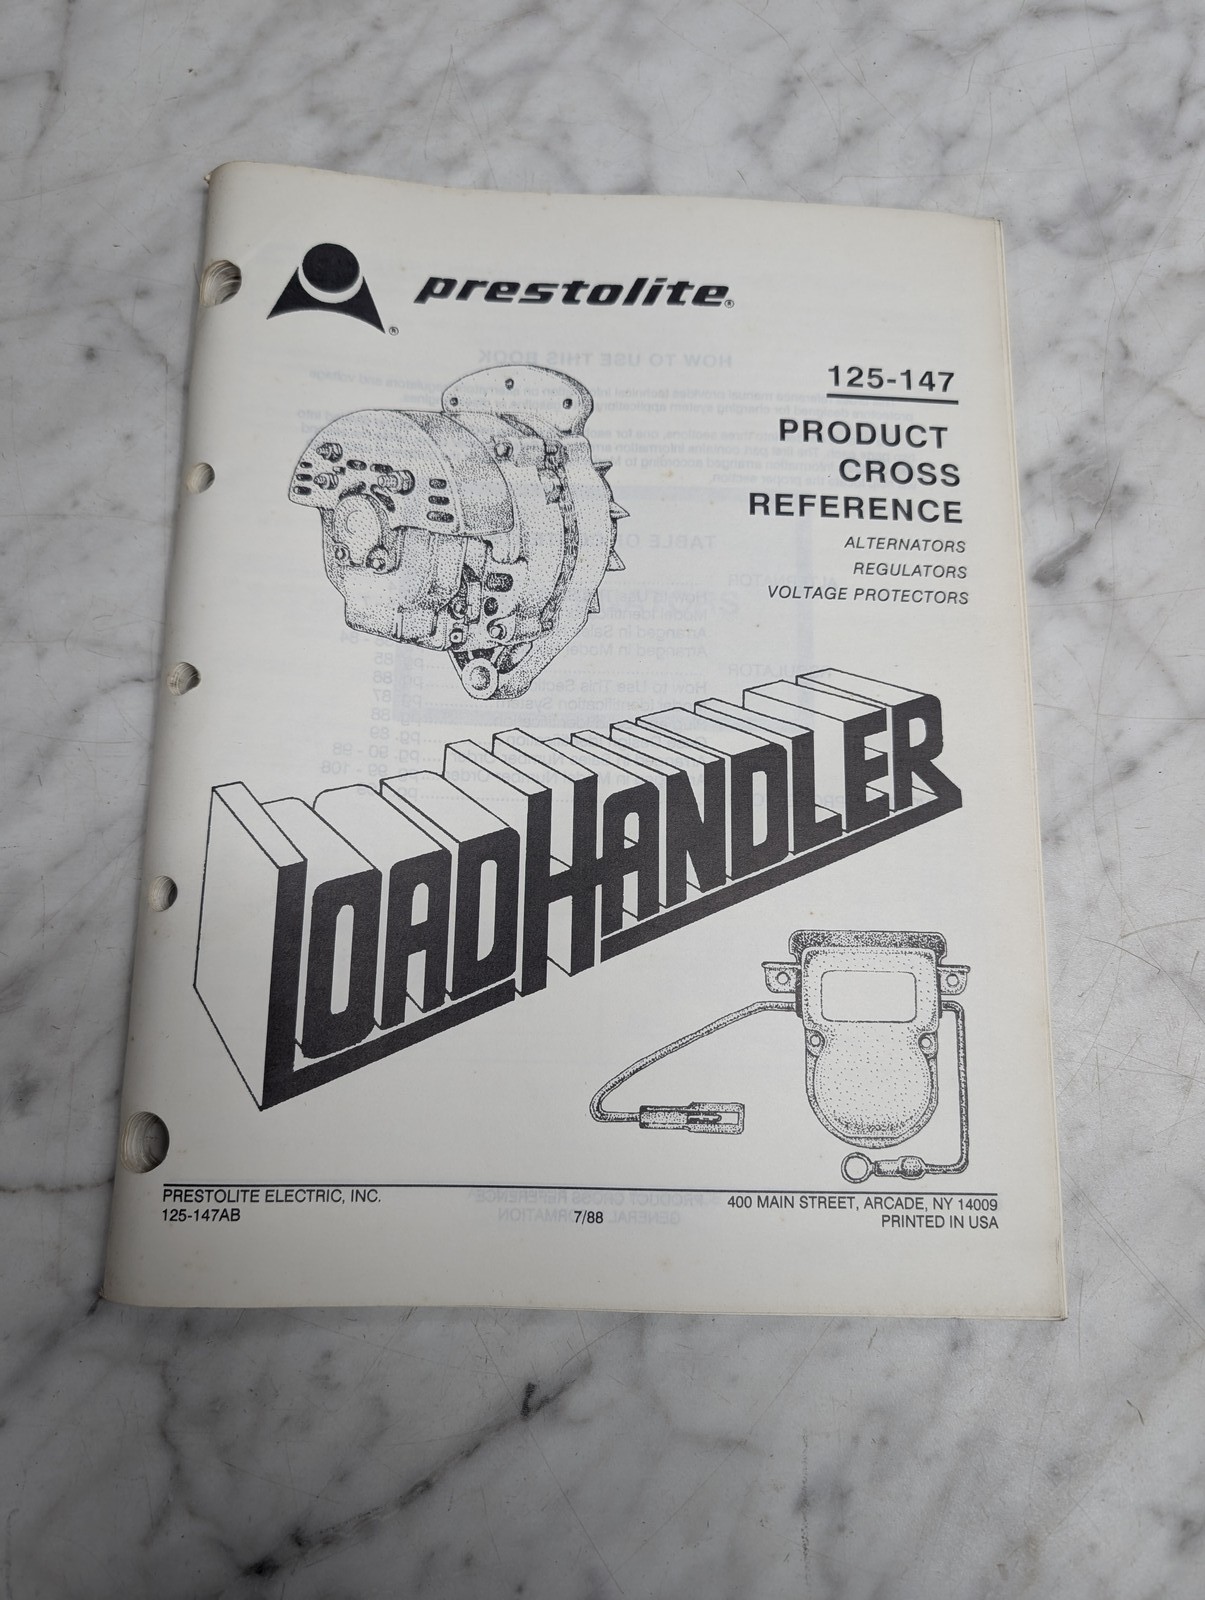 prestolite®
®
125-147
PRODUCT
CROSS
REFERENCE
ALTERNATORS
REGULATORS
VOLTAGE PROTECTORS
LOADHANDLER
PRESTOLITE ELECTRIC, INC.
400 MAIN STREET, ARCADE, NY 14009
125-147AB
7/88
PRINTED IN USA